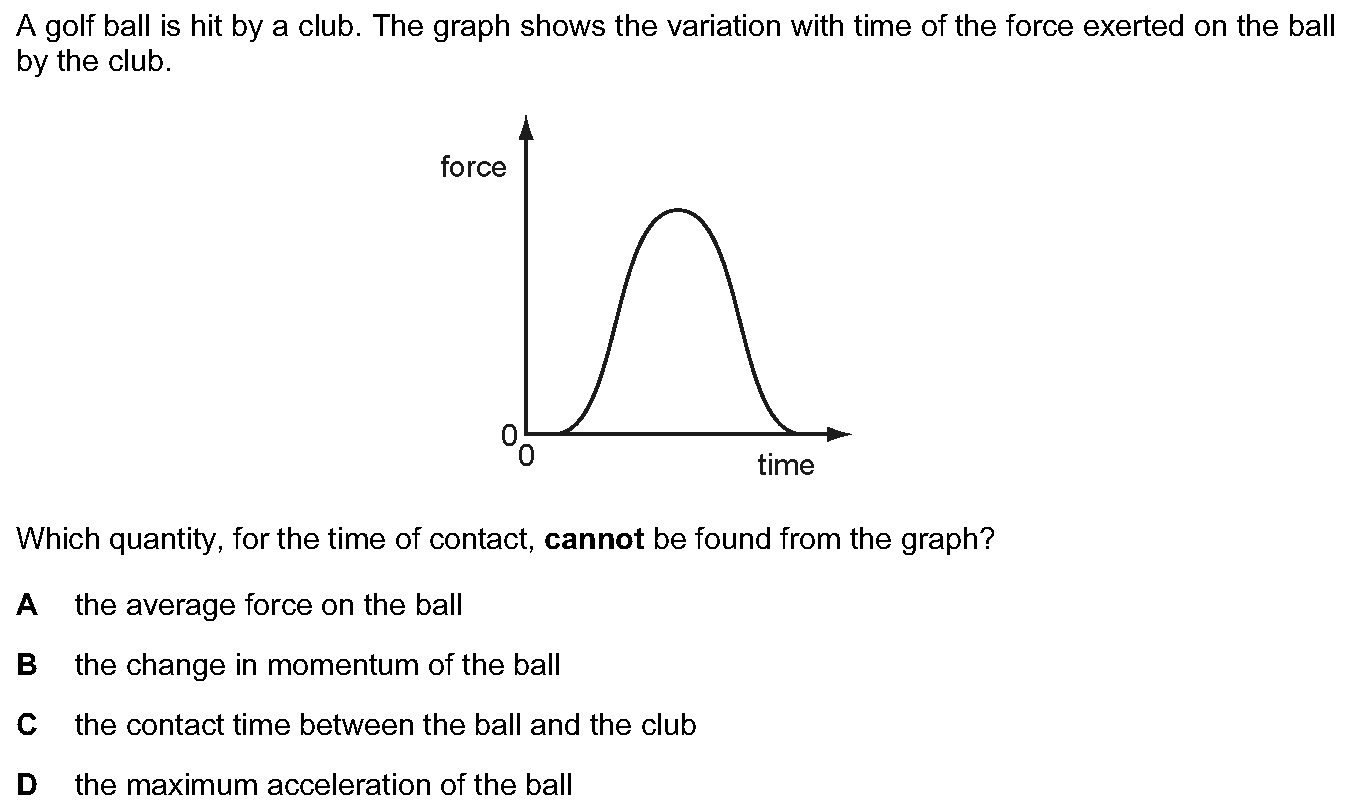 A golf ball is hit by a club. The graph shows the variation with time of the force exerted on the ball
by the club.
force
0
0
time
Which quantity, for the time of contact, cannot be found from the graph?
A the average force on the ball
B the change in momentum of the ball
C the contact time between the ball and the club
D the maximum acceleration of the ball